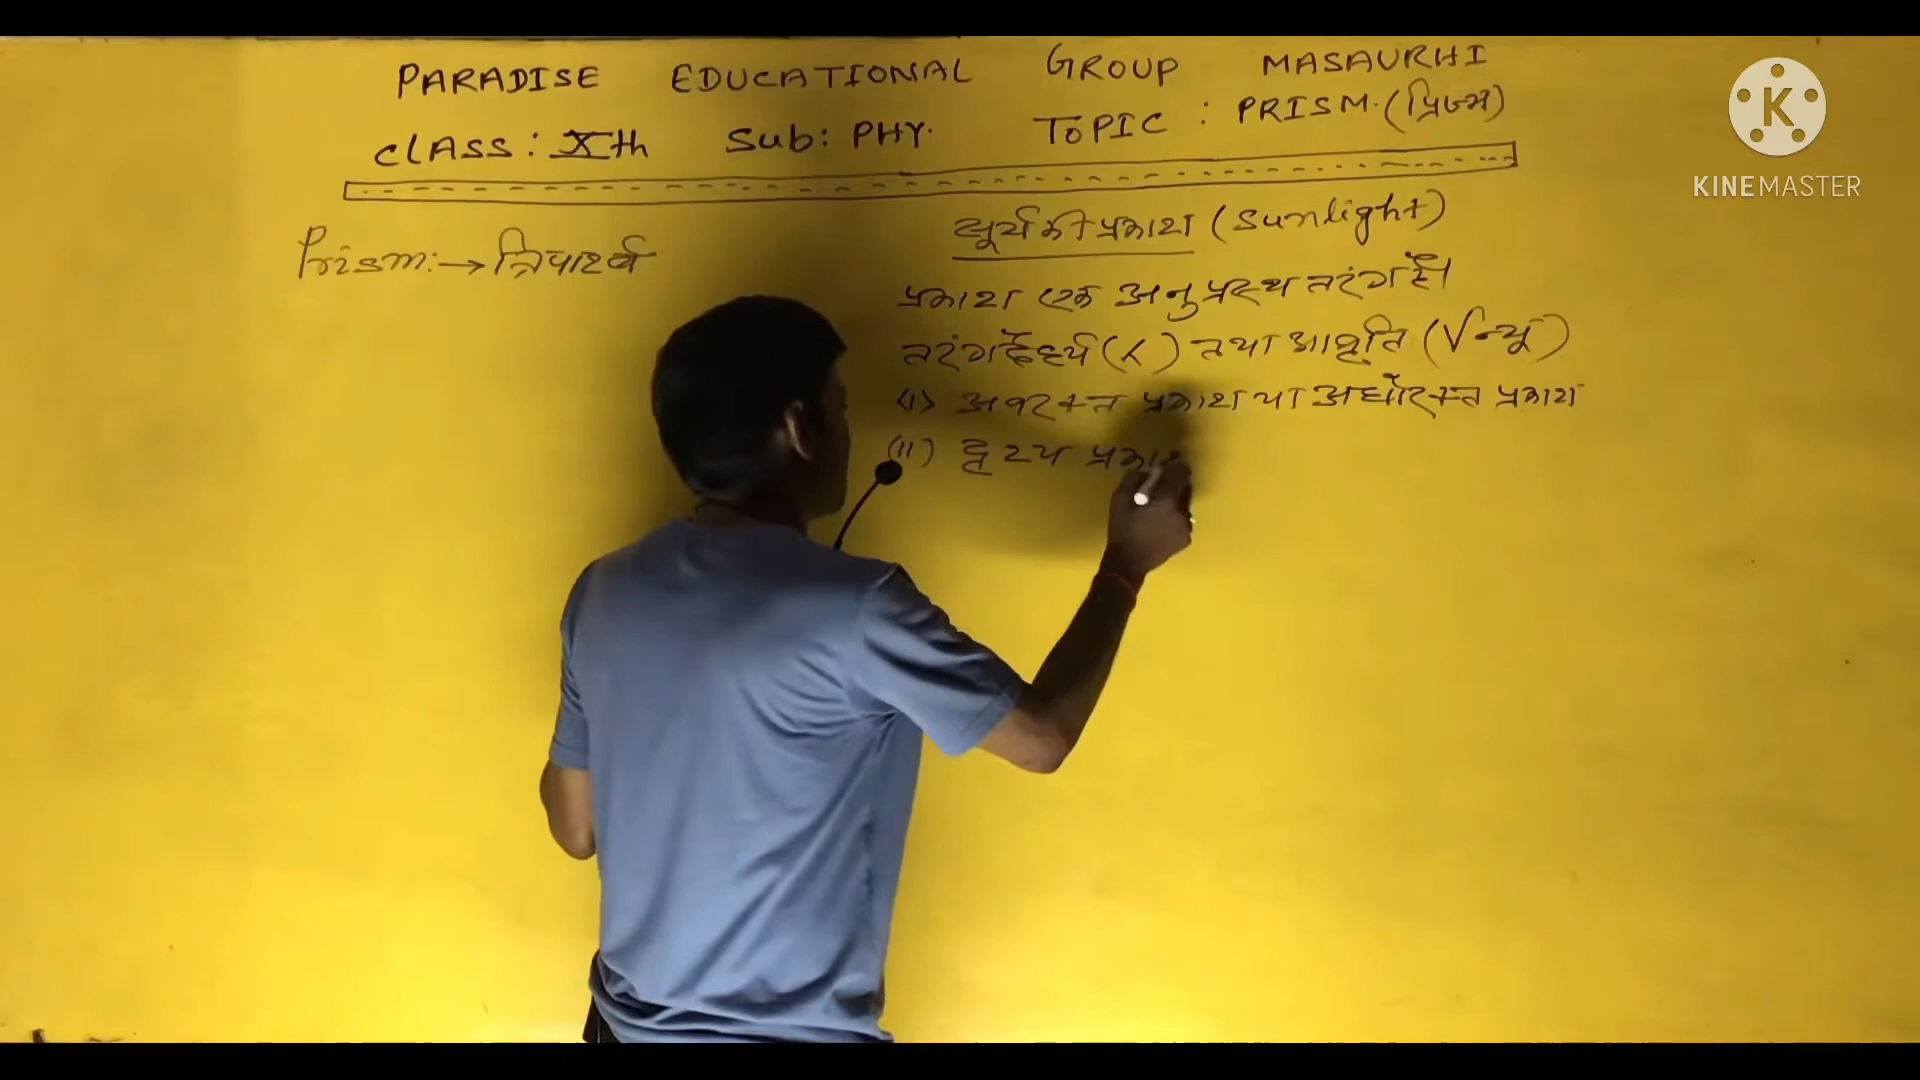 PARADISE EDUCATIONAL GROUP MASAURHI
CLASS: Xth Sub: PHY. TOPIC: PRISM. (प्रिज्म)
KINEMASTER
Prism:→ त्रिपार्श्व
सूर्य की प्रकाश (Sunlight)
प्रकाश एक अनुप्रस्थ तरंग है।
तरंगदैर्ध्य (λ) तथा आवृति (√ न्यू)
(i) अवरक्त प्रकाश या अधोरक्त प्रकाश
(ii) दृश्य प्रकाश